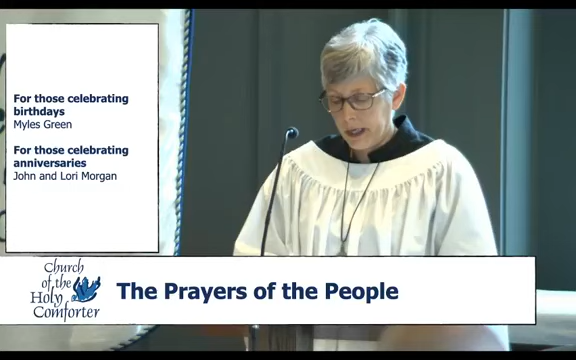 For those celebrating
birthdays
Myles Green
For those celebrating
anniversaries
John and Lori Morgan
Church
of the
Holy
Comforter
The Prayers of the People